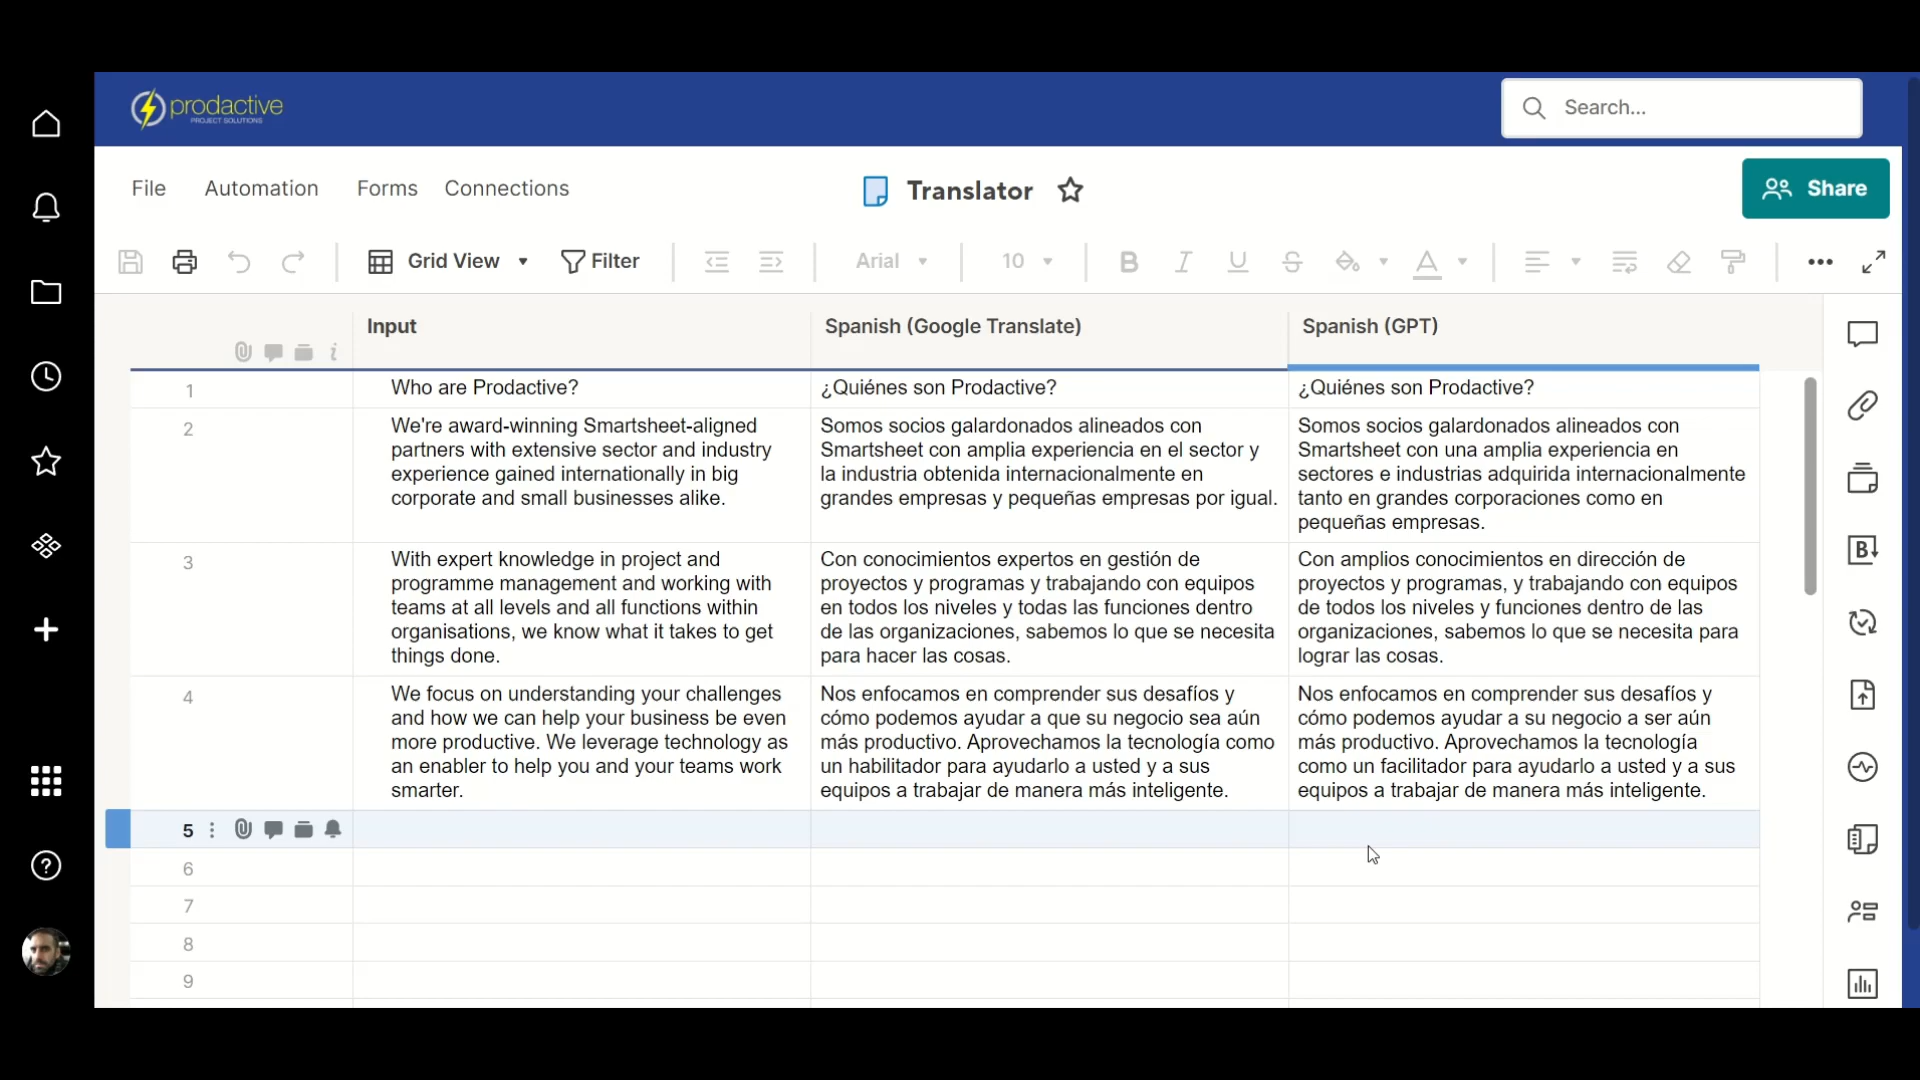 prodactive
PROJECT SOLUTIONS
Search...
File
Automation
Forms
Connections
Translator
Share
Grid View
Filter
Arial
10
B
I
U
S
A
Input
Spanish (Google Translate)
Spanish (GPT)
1
Who are Prodactive?
¿Quiénes son Prodactive?
¿Quiénes son Prodactive?
2
We're award-winning Smartsheet-aligned
partners with extensive sector and industry
experience gained internationally in big
corporate and small businesses alike.
Somos socios galardonados alineados con
Smartsheet con amplia experiencia en el sector y
la industria obtenida internacionalmente en
grandes empresas y pequeñas empresas por igual.
Somos socios galardonados alineados con
Smartsheet con una amplia experiencia en
sectores e industrias adquirida internacionalmente
tanto en grandes corporaciones como en
pequeñas empresas.
3
With expert knowledge in project and
programme management and working with
teams at all levels and all functions within
organisations, we know what it takes to get
things done.
Con conocimientos expertos en gestión de
proyectos y programas y trabajando con equipos
en todos los niveles y todas las funciones dentro
de las organizaciones, sabemos lo que se necesita
para hacer las cosas.
Con amplios conocimientos en dirección de
proyectos y programas, y trabajando con equipos
de todos los niveles y funciones dentro de las
organizaciones, sabemos lo que se necesita para
lograr las cosas.
4
We focus on understanding your challenges
and how we can help your business be even
more productive. We leverage technology as
an enabler to help you and your teams work
smarter.
Nos enfocamos en comprender sus desafíos y
cómo podemos ayudar a que su negocio sea aún
más productivo. Aprovechamos la tecnología como
un habilitador para ayudarlo a usted y a sus
equipos a trabajar de manera más inteligente.
Nos enfocamos en comprender sus desafíos y
cómo podemos ayudar a su negocio a ser aún
más productivo. Aprovechamos la tecnología
como un facilitador para ayudarlo a usted y a sus
equipos a trabajar de manera más inteligente.
5
6
7
8
9